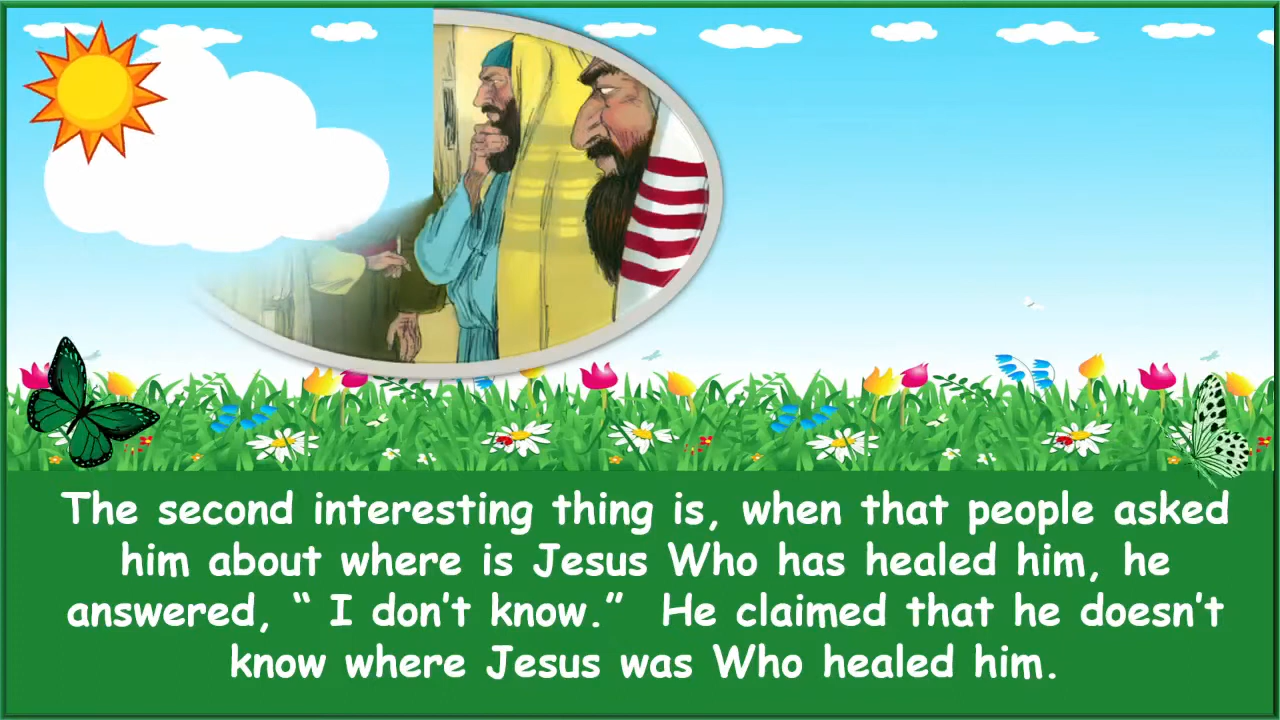 The second interesting thing is, when that people asked
him about where is Jesus Who has healed him, he
answered, “ I don’t know.”  He claimed that he doesn’t
know where Jesus was Who healed him.